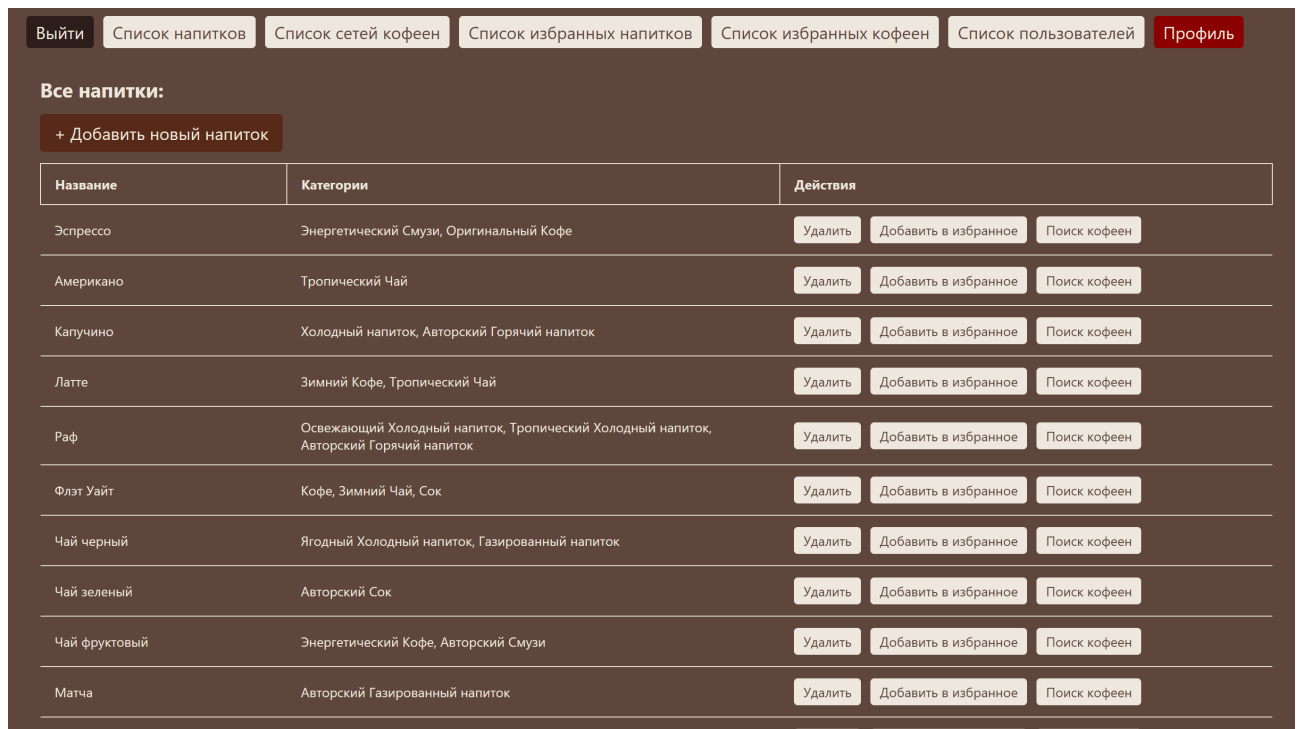 Выйти Список напитков Список сетей кофеен Список избранных напитков Список избранных кофеен Список пользователей Профиль
Все напитки:
+ Добавить новый напиток
Название Категории Действия
Эспрессо Энергетический Смузи, Оригинальный Кофе Удалить Добавить в избранное Поиск кофеен
Американо Тропический Чай Удалить Добавить в избранное Поиск кофеен
Капучино Холодный напиток, Авторский Горячий напиток Удалить Добавить в избранное Поиск кофеен
Латте Зимний Кофе, Тропический Чай Удалить Добавить в избранное Поиск кофеен
Раф Освежающий Холодный напиток, Тропический Холодный напиток,
Авторский Горячий напиток Удалить Добавить в избранное Поиск кофеен
Флэт Уайт Кофе, Зимний Чай, Сок Удалить Добавить в избранное Поиск кофеен
Чай черный Ягодный Холодный напиток, Газированный напиток Удалить Добавить в избранное Поиск кофеен
Чай зеленый Авторский Сок Удалить Добавить в избранное Поиск кофеен
Чай фруктовый Энергетический Кофе, Авторский Смузи Удалить Добавить в избранное Поиск кофеен
Матча Авторский Газированный напиток Удалить Добавить в избранное Поиск кофеен